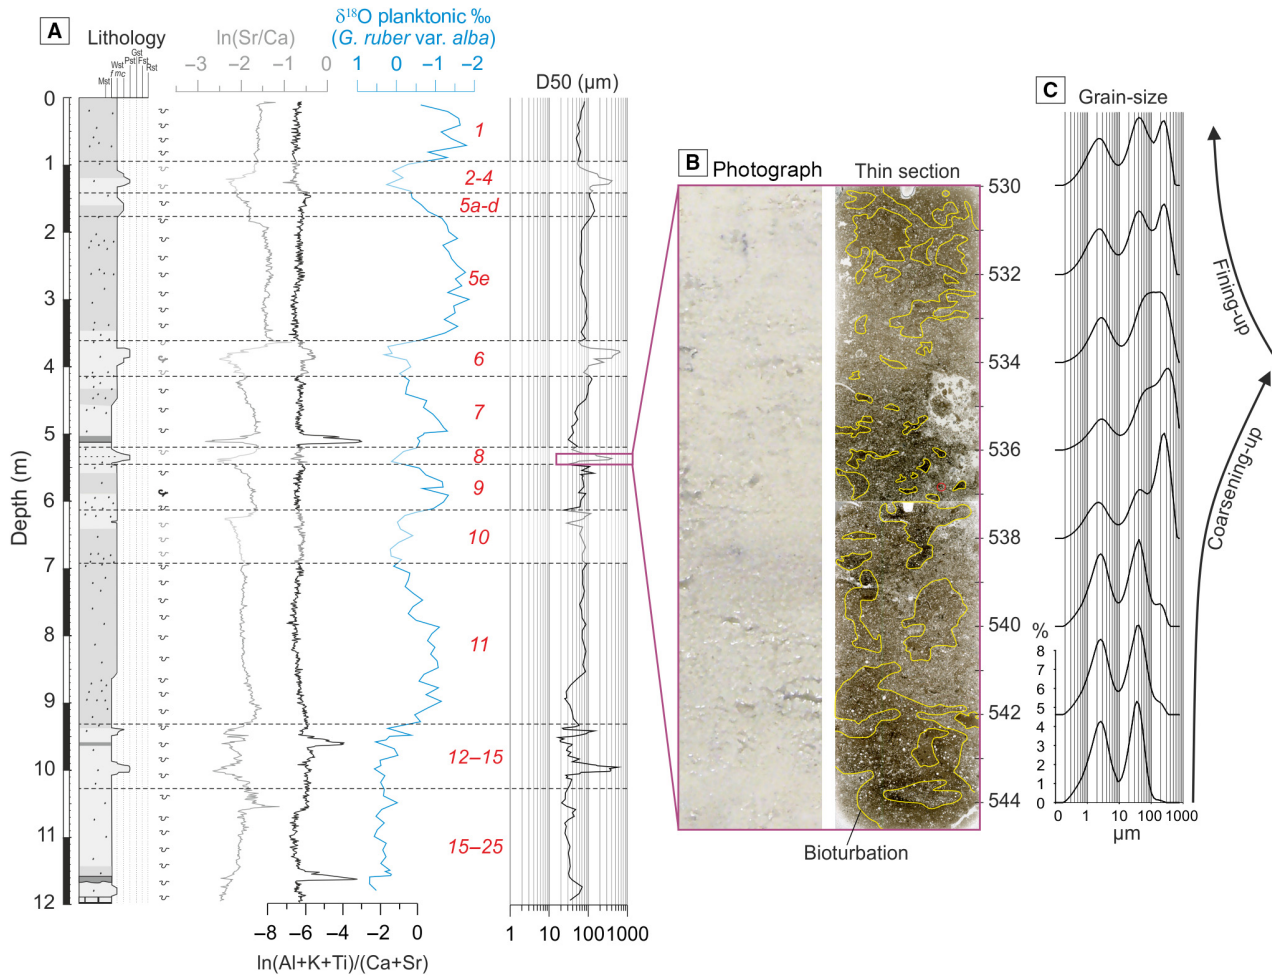 A
Lithology
Mst
Wst
f m c
Pst
Gst
Fst
Rst
ln(Sr/Ca)
−3 −2 −1 0
δ¹⁸O planktonic ‰
(G. ruber var. alba)
1 0 −1 −2
D50 (μm)
Depth (m)
0
1
2
3
4
5
6
7
8
9
10
11
12
1
2-4
5a-d
5e
6
7
8
9
10
11
12–15
15–25
−8 −6 −4 −2 0
ln(Al+K+Ti)/(Ca+Sr)
1 10 100 1000
B
Photograph
Thin section
530
532
534
536
538
540
542
544
Bioturbation
C
Grain-size
%
8
7
6
5
4
3
2
1
0
0 1 10 100 1000
μm
Fining-up
Coarsening-up